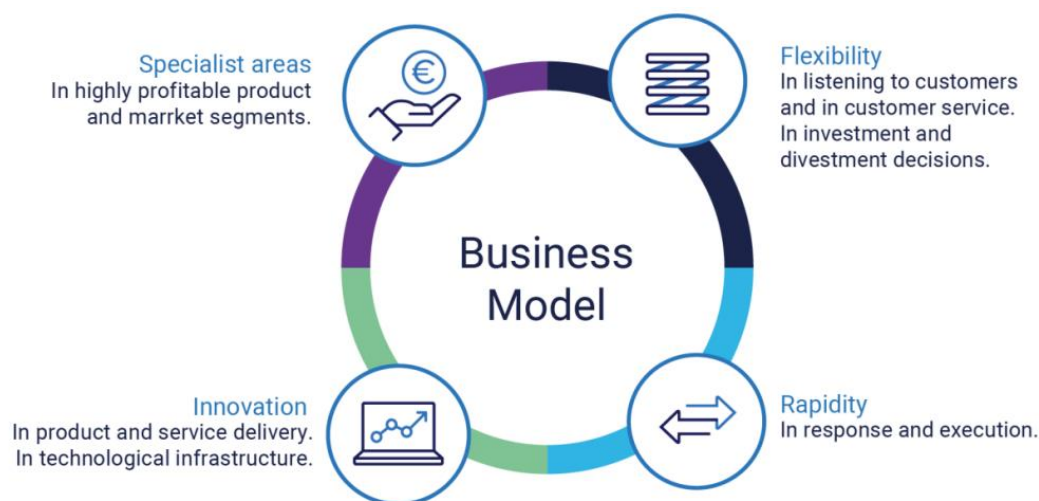 Specialist areas
In highly profitable product
and marrket segments.
Flexibility
In listening to customers
and in customer service.
In investment and
divestment decisions.
€
Business
Model
Innovation
In product and service delivery.
In technological infrastructure.
Rapidity
In response and execution.